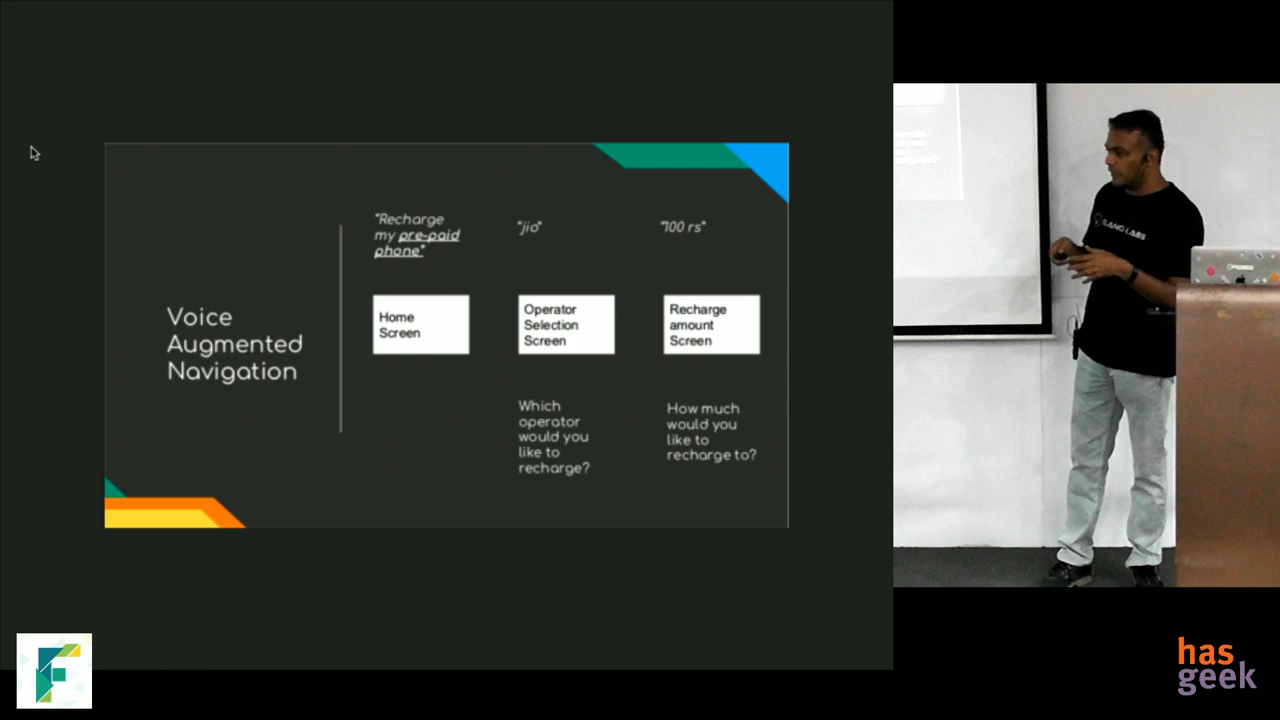 Voice
Augmented
Navigation
"Recharge
my pre-paid
phone"
"jio"
"100 rs"
Home
Screen
Operator
Selection
Screen
Recharge
amount
Screen
Which
operator
would you
like to
recharge?
How much
would you
like to
recharge to?
LABS
F
has
geek